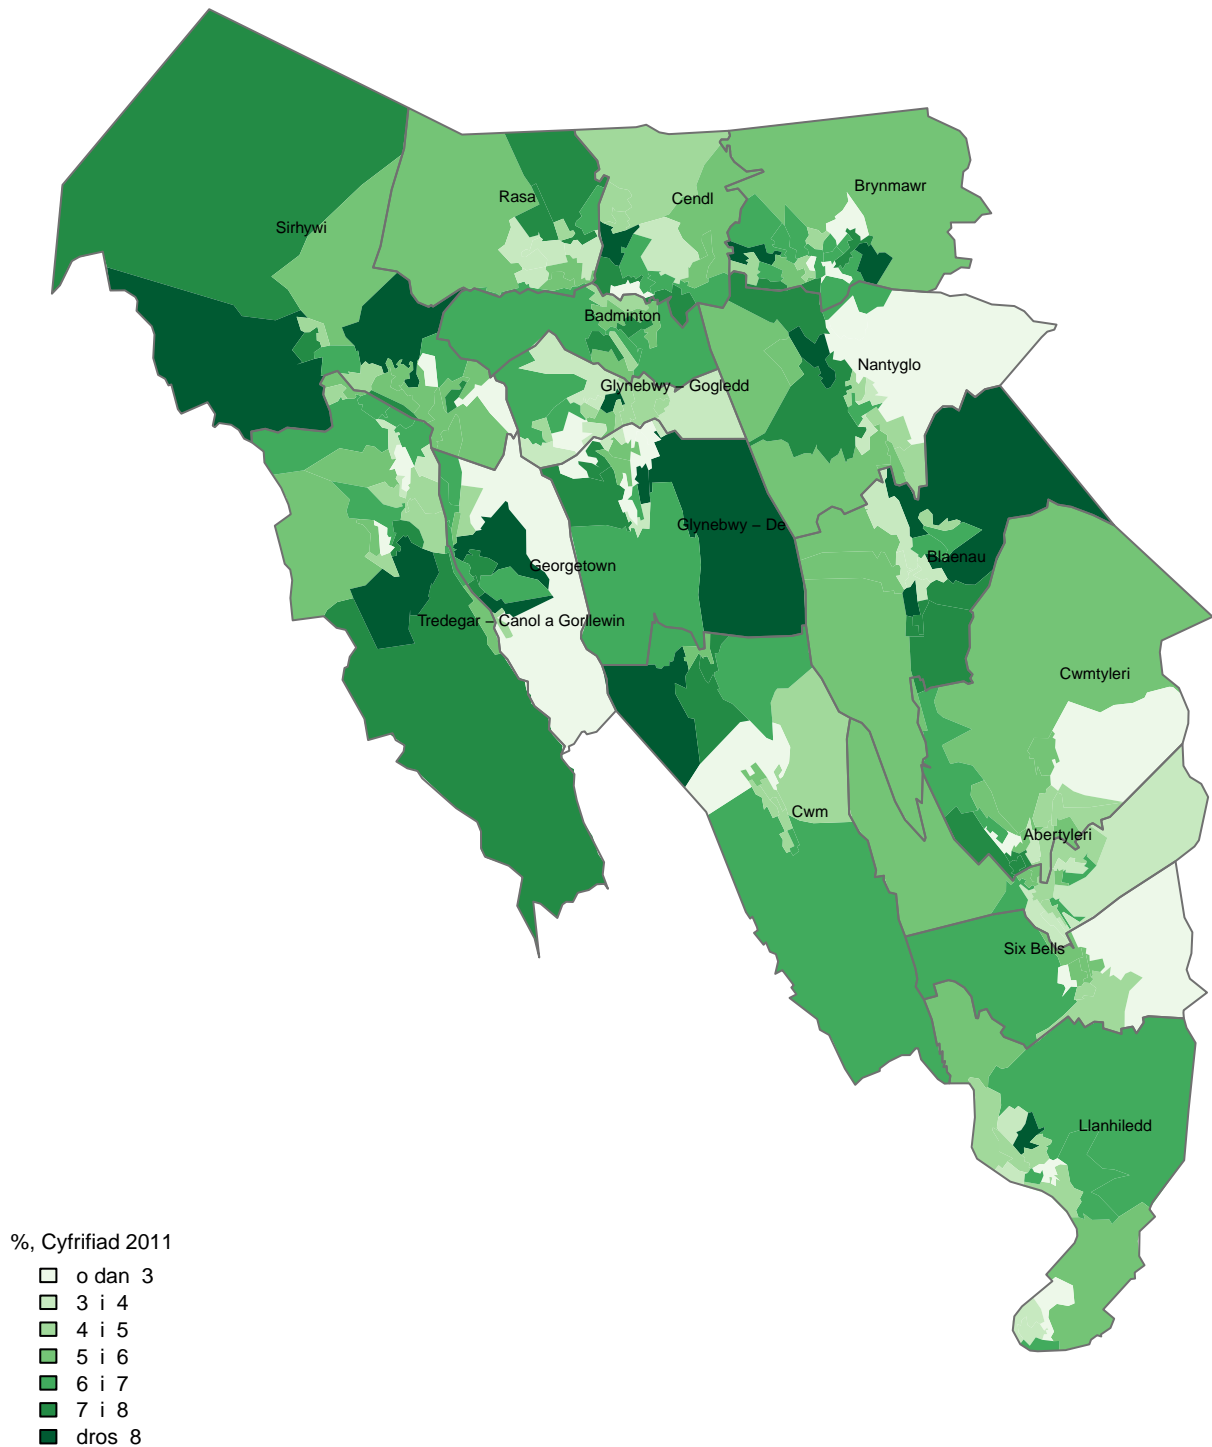 Rasa
Cendl
Brynmawr
Sirhywi
Badminton
Nantyglo
Glynebwy – Gogledd
Glynebwy – De
Blaenau
Georgetown
Tredegar – Canol a Gorllewin
Cwmtyleri
Cwm
Abertyleri
Six Bells
Llanhiledd
%, Cyfrifiad 2011
o dan 3
3 i 4
4 i 5
5 i 6
6 i 7
7 i 8
dros 8